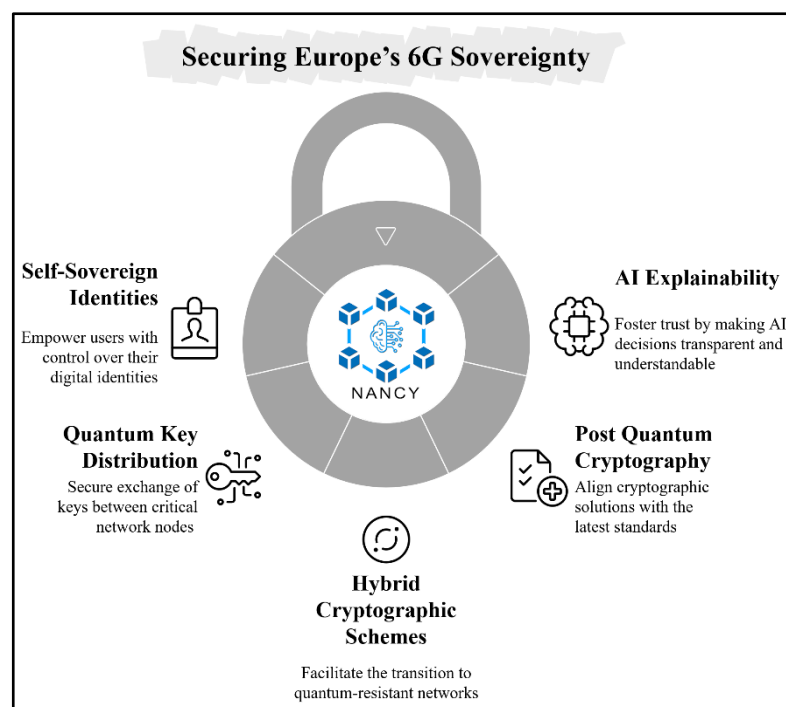 Securing Europe's 6G Sovereignty
Self-Sovereign
Identities
Empower users with
control over their
digital identities
AI Explainability
Foster trust by making AI
decisions transparent and
understandable
NANCY
Quantum Key
Distribution
Secure exchange of
keys between critical
network nodes
Post Quantum
Cryptography
Align cryptographic
solutions with the
latest standards
Hybrid
Cryptographic
Schemes
Facilitate the transition to
quantum-resistant networks